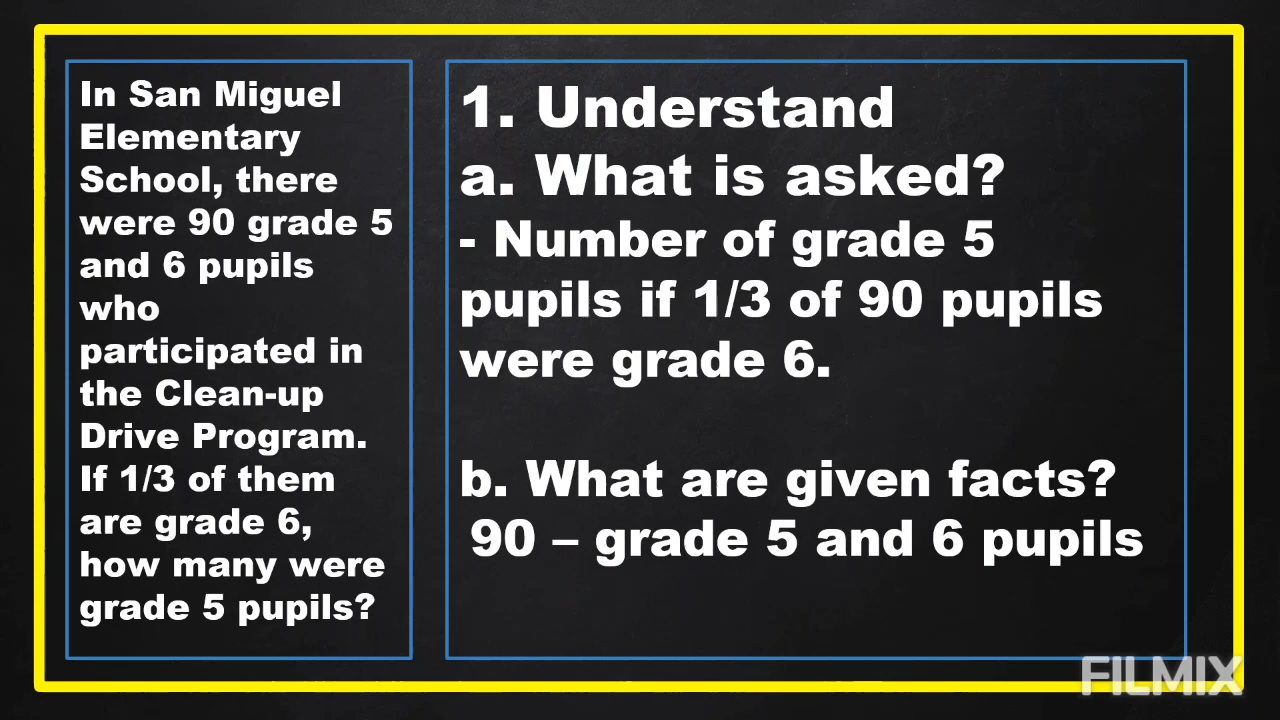 In San Miguel
Elementary
School, there
were 90 grade 5
and 6 pupils
who
participated in
the Clean-up
Drive Program.
If 1/3 of them
are grade 6,
how many were
grade 5 pupils?
1. Understand
a. What is asked?
- Number of grade 5
pupils if 1/3 of 90 pupils
were grade 6.
b. What are given facts?
90 – grade 5 and 6 pupils
FILMIX